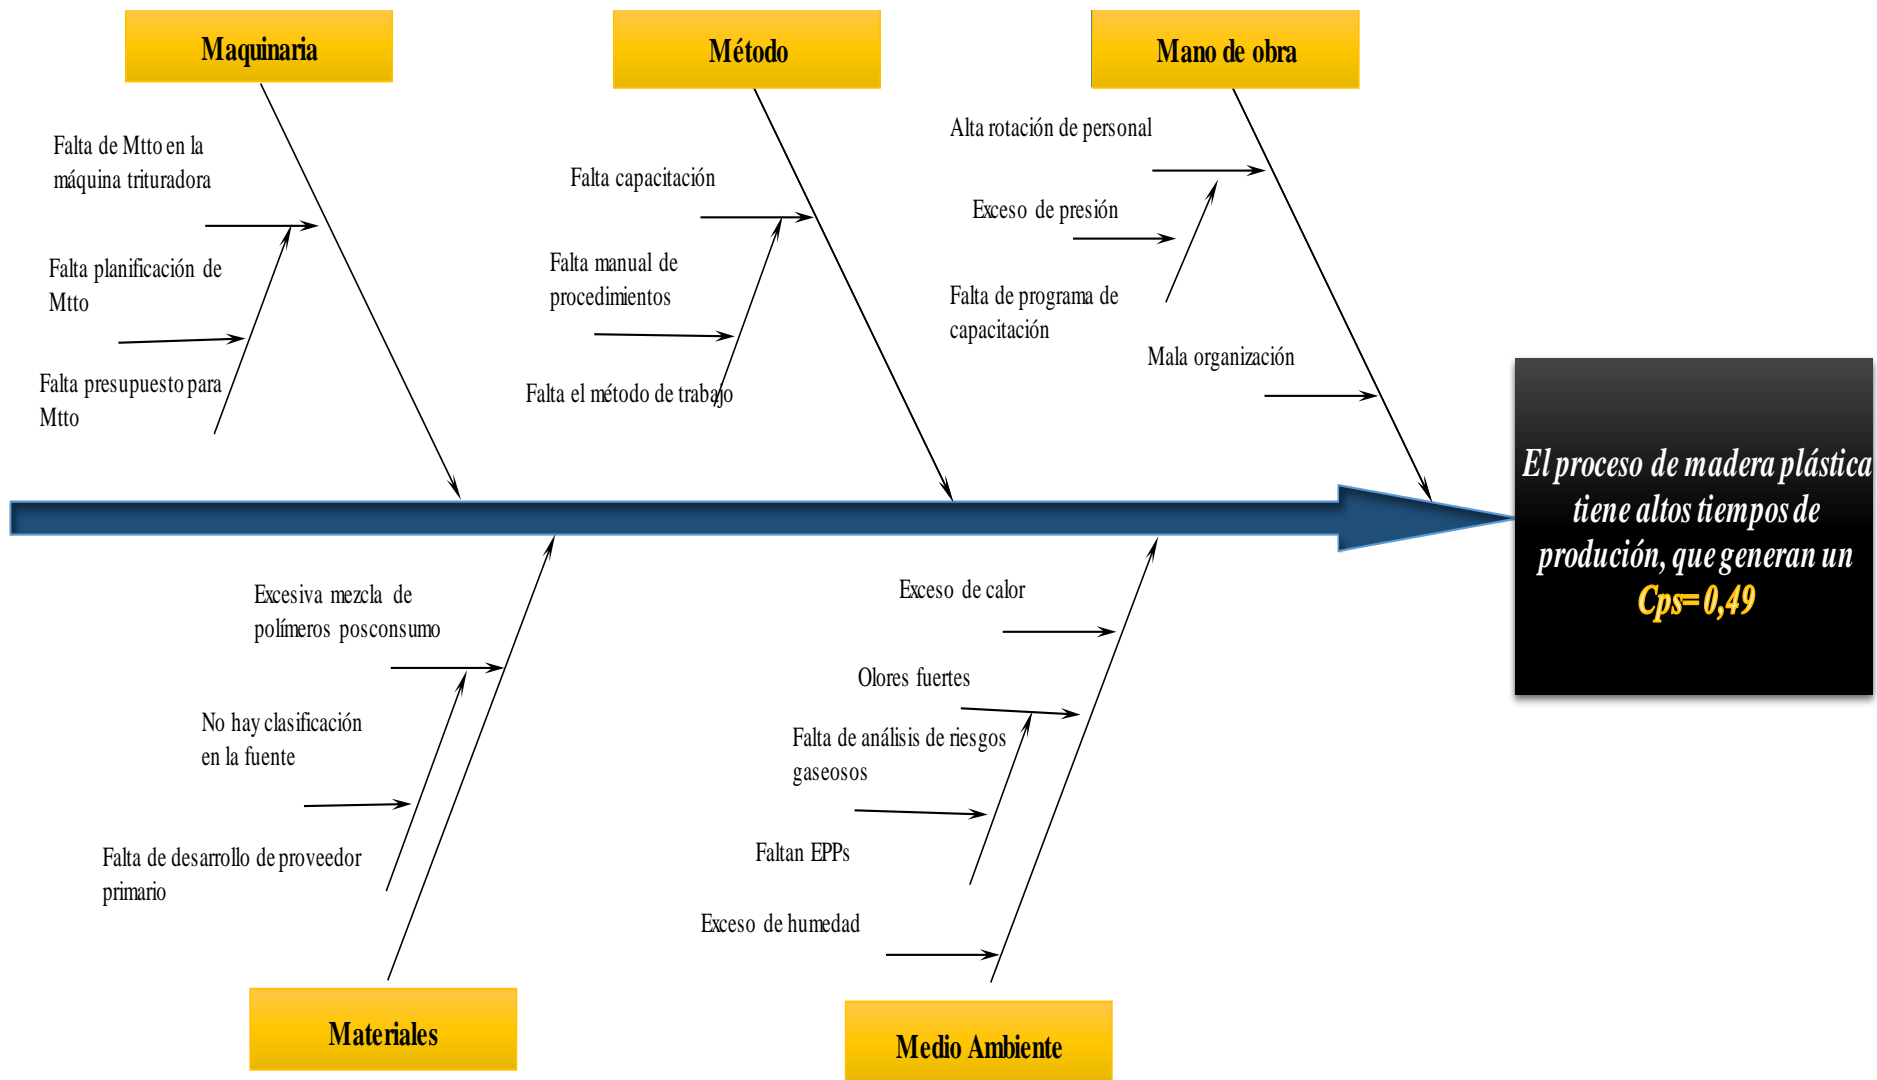 Maquinaria
Método
Mano de obra
Falta de Mtto en la
máquina trituradora
Falta planificación de
Mtto
Falta presupuesto para
Mtto
Falta capacitación
Falta manual de
procedimientos
Falta el método de trabajo
Alta rotación de personal
Exceso de presión
Falta de programa de
capacitación
Mala organización
El proceso de madera plástica
tiene altos tiempos de
produción, que generan un
Cps=0,49
Excesiva mezcla de
polímeros posconsumo
No hay clasificación
en la fuente
Falta de desarrollo de proveedor
primario
Exceso de calor
Olores fuertes
Falta de análisis de riesgos
gaseosos
Faltan EPPs
Exceso de humedad
Materiales
Medio Ambiente